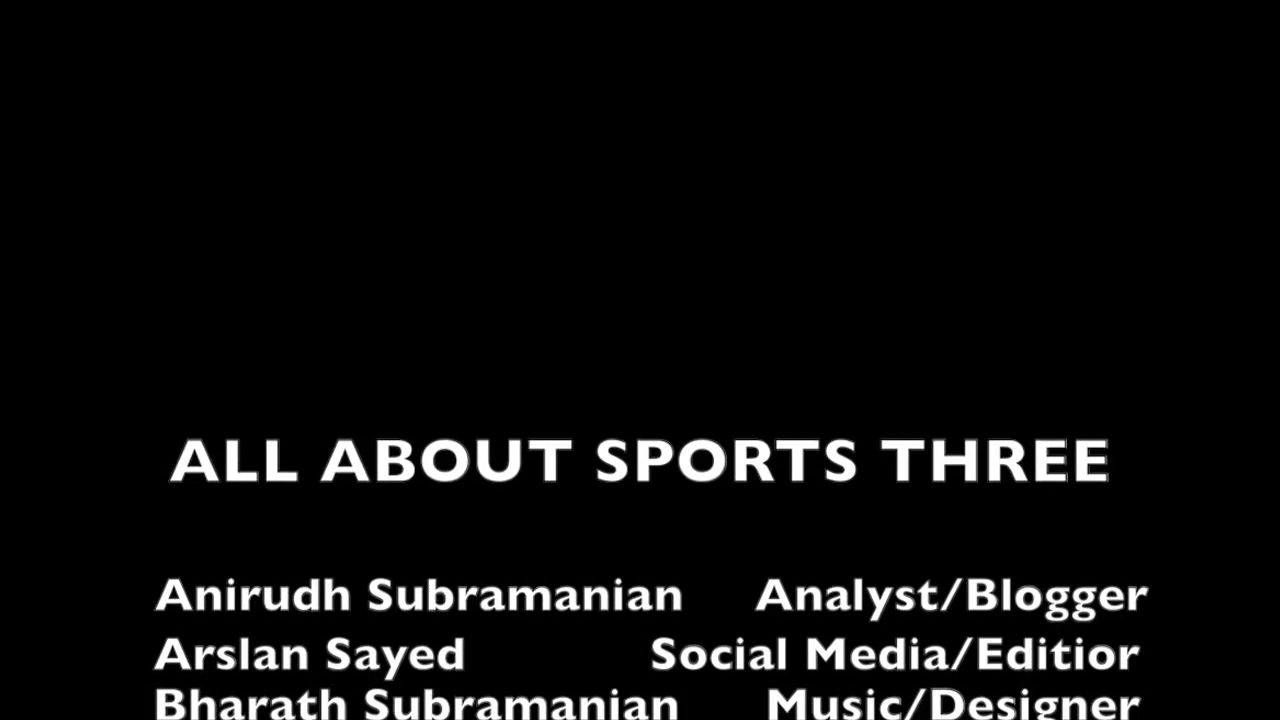 ALL ABOUT SPORTS THREE
Anirudh Subramanian Analyst/Blogger
Arslan Sayed Social Media/Editior
Bharath Subramanian Music/Designer